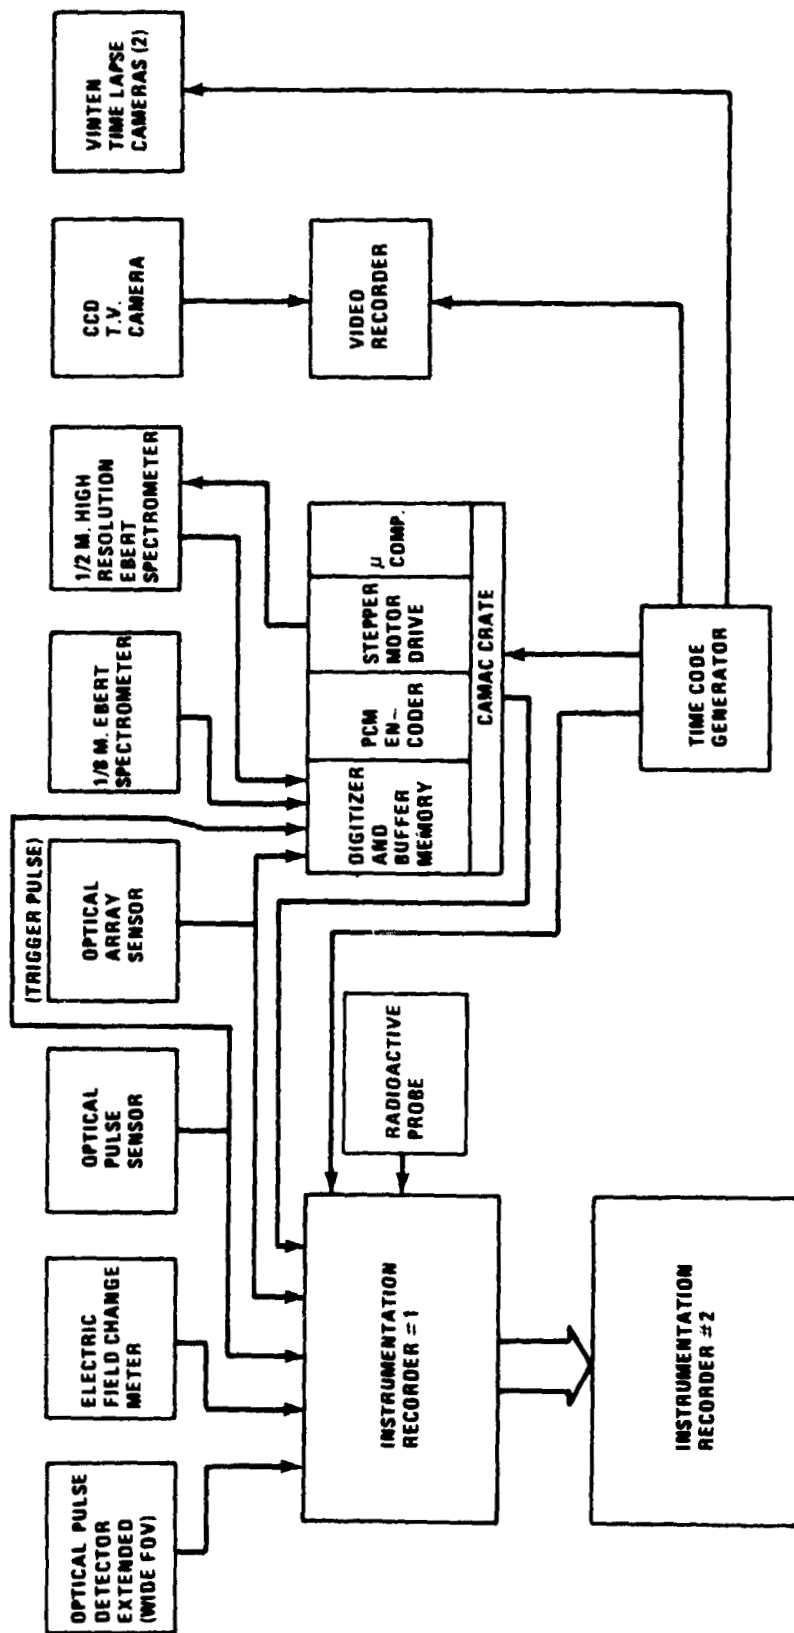 OPTICAL PULSE
DETECTOR
EXTENDED
(WIDE FOV)
ELECTRIC
FIELD CHANGE
METER
OPTICAL
PULSE
SENSOR
(TRIGGER PULSE)
OPTICAL
ARRAY
SENSOR
1/8 M. EBERT
SPECTROMETER
1/2 M. HIGH
RESOLUTION
EBERT
SPECTROMETER
CCD
T.V.
CAMERA
VINTEN
TIME LAPSE
CAMERAS (2)
DIGITIZER
AND
BUFFER
MEMORY
PCM
EN-
CODER
STEPPER
MOTOR
DRIVE
μ
COMP.
CAMAC CRATE
VIDEO
RECORDER
RADIOACTIVE
PROBE
INSTRUMENTATION
RECORDER =1
TIME CODE
GENERATOR
INSTRUMENTATION
RECORDER #2